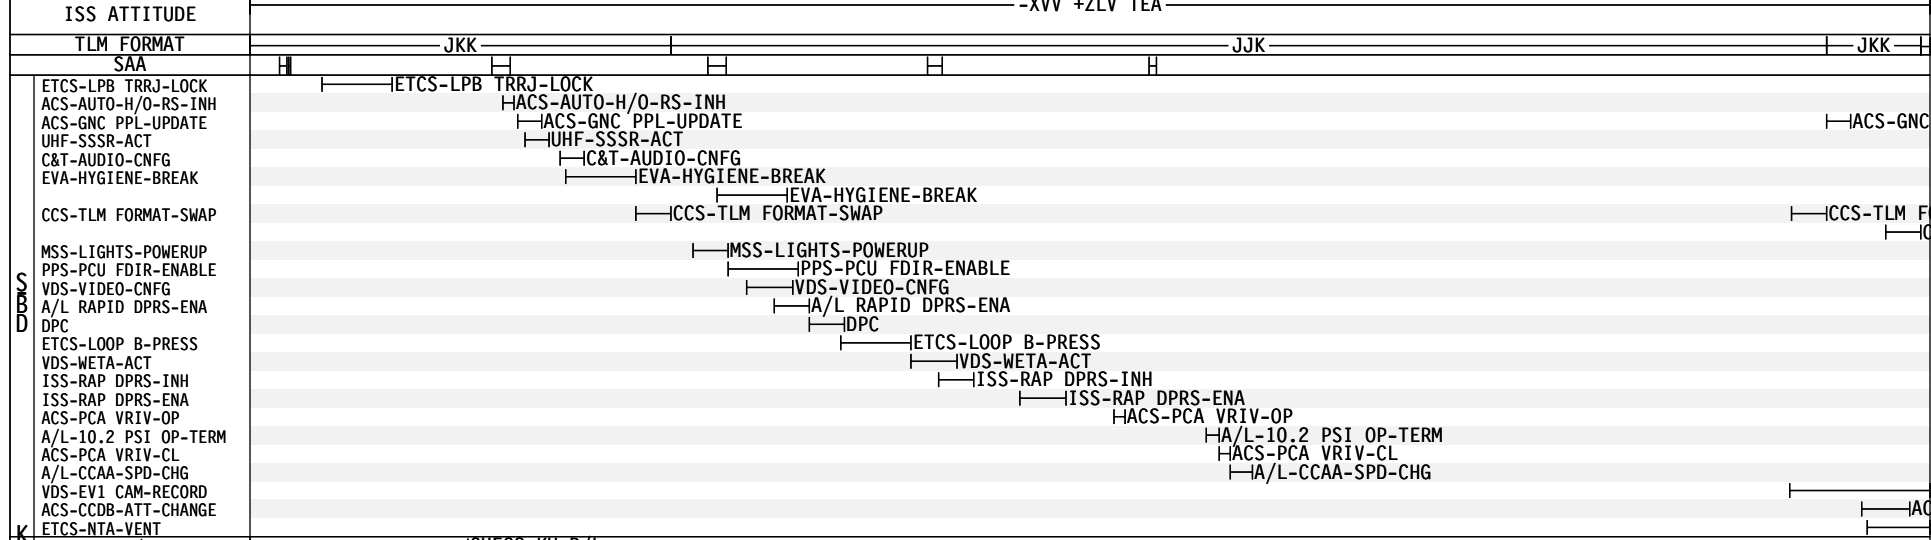 ISS ATTITUDE -XVV +ZLV TEA
TLM FORMAT JKK JJK JKK
SAA
ETCS-LPB TRRJ-LOCK ETCS-LPB TRRJ-LOCK
ACS-AUTO-H/O-RS-INH ACS-AUTO-H/O-RS-INH
ACS-GNC PPL-UPDATE ACS-GNC PPL-UPDATE ACS-GNC
UHF-SSSR-ACT UHF-SSSR-ACT
C&T-AUDIO-CNFG C&T-AUDIO-CNFG
EVA-HYGIENE-BREAK EVA-HYGIENE-BREAK
EVA-HYGIENE-BREAK
CCS-TLM FORMAT-SWAP CCS-TLM FORMAT-SWAP CCS-TLM F
MSS-LIGHTS-POWERUP MSS-LIGHTS-POWERUP
PPS-PCU FDIR-ENABLE PPS-PCU FDIR-ENABLE
S
VDS-VIDEO-CNFG VDS-VIDEO-CNFG
B
A/L RAPID DPRS-ENA A/L RAPID DPRS-ENA
D
DPC DPC
ETCS-LOOP B-PRESS ETCS-LOOP B-PRESS
VDS-WETA-ACT VDS-WETA-ACT
ISS-RAP DPRS-INH ISS-RAP DPRS-INH
ISS-RAP DPRS-ENA ISS-RAP DPRS-ENA
ACS-PCA VRIV-OP ACS-PCA VRIV-OP
A/L-10.2 PSI OP-TERM A/L-10.2 PSI OP-TERM
ACS-PCA VRIV-CL ACS-PCA VRIV-CL
A/L-CCAA-SPD-CHG A/L-CCAA-SPD-CHG
VDS-EV1 CAM-RECORD
ACS-CCDB-ATT-CHANGE AC
K ETCS-NTA-VENT